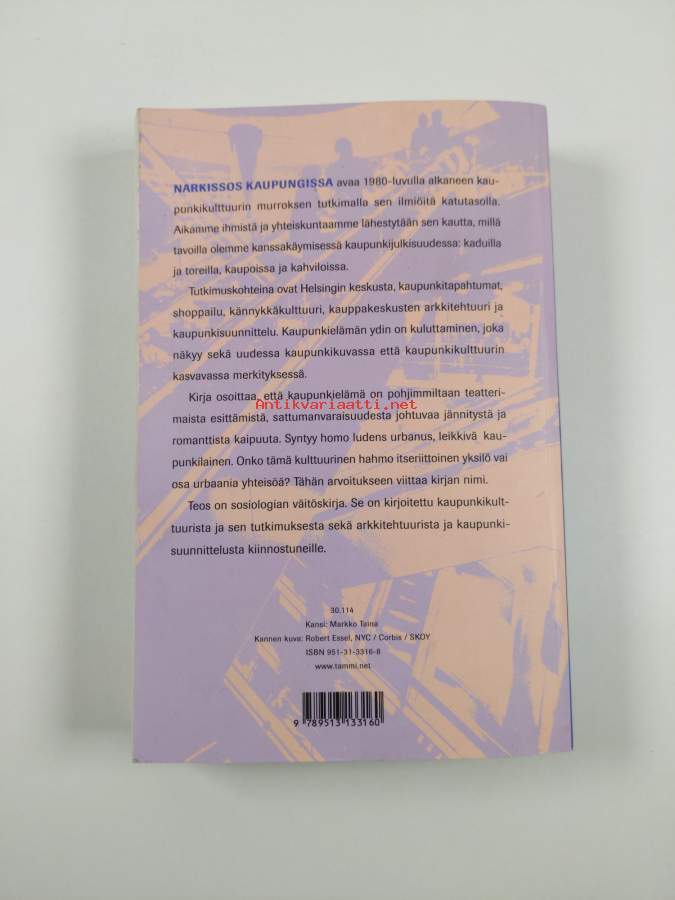 NARKISSOS KAUPUNGISSA avaa 1980-luvulla alkaneen kau-
punkikulttuurin murroksen tutkimalla sen ilmiöitä katutasolla.
Aikamme ihmistä ja yhteiskuntaamme lähestytään sen kautta, millä
tavoilla olemme kanssakäymisessä kaupunkijulkisuudessa: kaduilla
ja toreilla, kaupoissa ja kahviloissa.
Tutkimuskohteina ovat Helsingin keskusta, kaupunkitapahtumat,
shoppailu, kännykkäkulttuuri, kauppakeskusten arkkitehtuuri ja
kaupunkisuunnittelu. Kaupunkielämän ydin on kuluttaminen, joka
näkyy sekä uudessa kaupunkikuvassa että kaupunkikulttuurin
kasvavassa merkityksessä.
Kirja osoittaa, että kaupunkielämä on pohjimmiltaan teatteri-
Antikvariaatti.net
maista esittämistä, sattumanvaraisuudesta johtuvaa jännitystä ja
romanttista kaipuuta. Syntyy homo ludens urbanus, leikkivä kau-
punkilainen. Onko tämä kulttuurinen hahmo itseriittoinen yksilö vai
osa urbaania yhteisöä? Tähän arvoitukseen viittaa kirjan nimi.
Teos on sosiologian väitöskirja. Se on kirjoitettu kaupunkikult-
tuurista ja sen tutkimuksesta sekä arkkitehtuurista ja kaupunki-
suunnittelusta kiinnostuneille.
30.114
Kansi: Markko Taina
Kannen kuva: Robert Essel, NYC / Corbis / SKOY
ISBN 951-31-3316-8
www.tammi.net
9 789513 133160